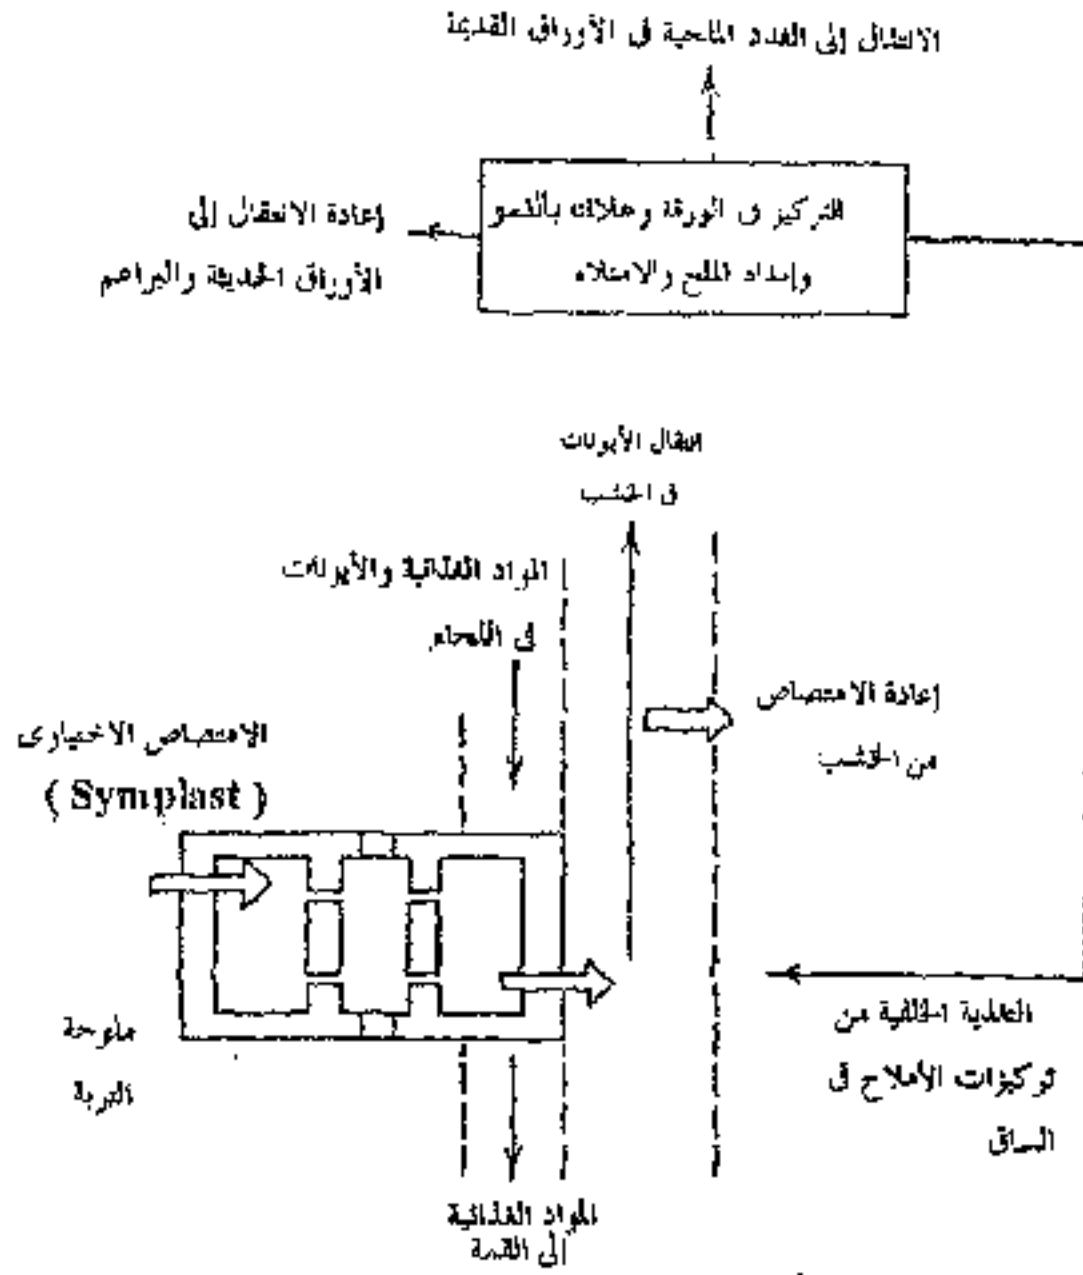 الانتقال إلى الغدد الملحية في الأوراق القديمة
التركيز في الورقة وعلاقته بالنمو
وإمداد الملح والامتلاء
إعادة الانتقال إلى
الأوراق الحديثة والبراعم
انتقال الأيونات
في الخشب
المواد الغذائية والأيونات
في اللحاء
إعادة الامتصاص
من الخشب
الامتصاص الاختيارى
( Symplast )
ملوحة
التربة
التغذية الخلفية من
تركيزات الأملاح في
الساق
المواد الغذائية
إلى القمة